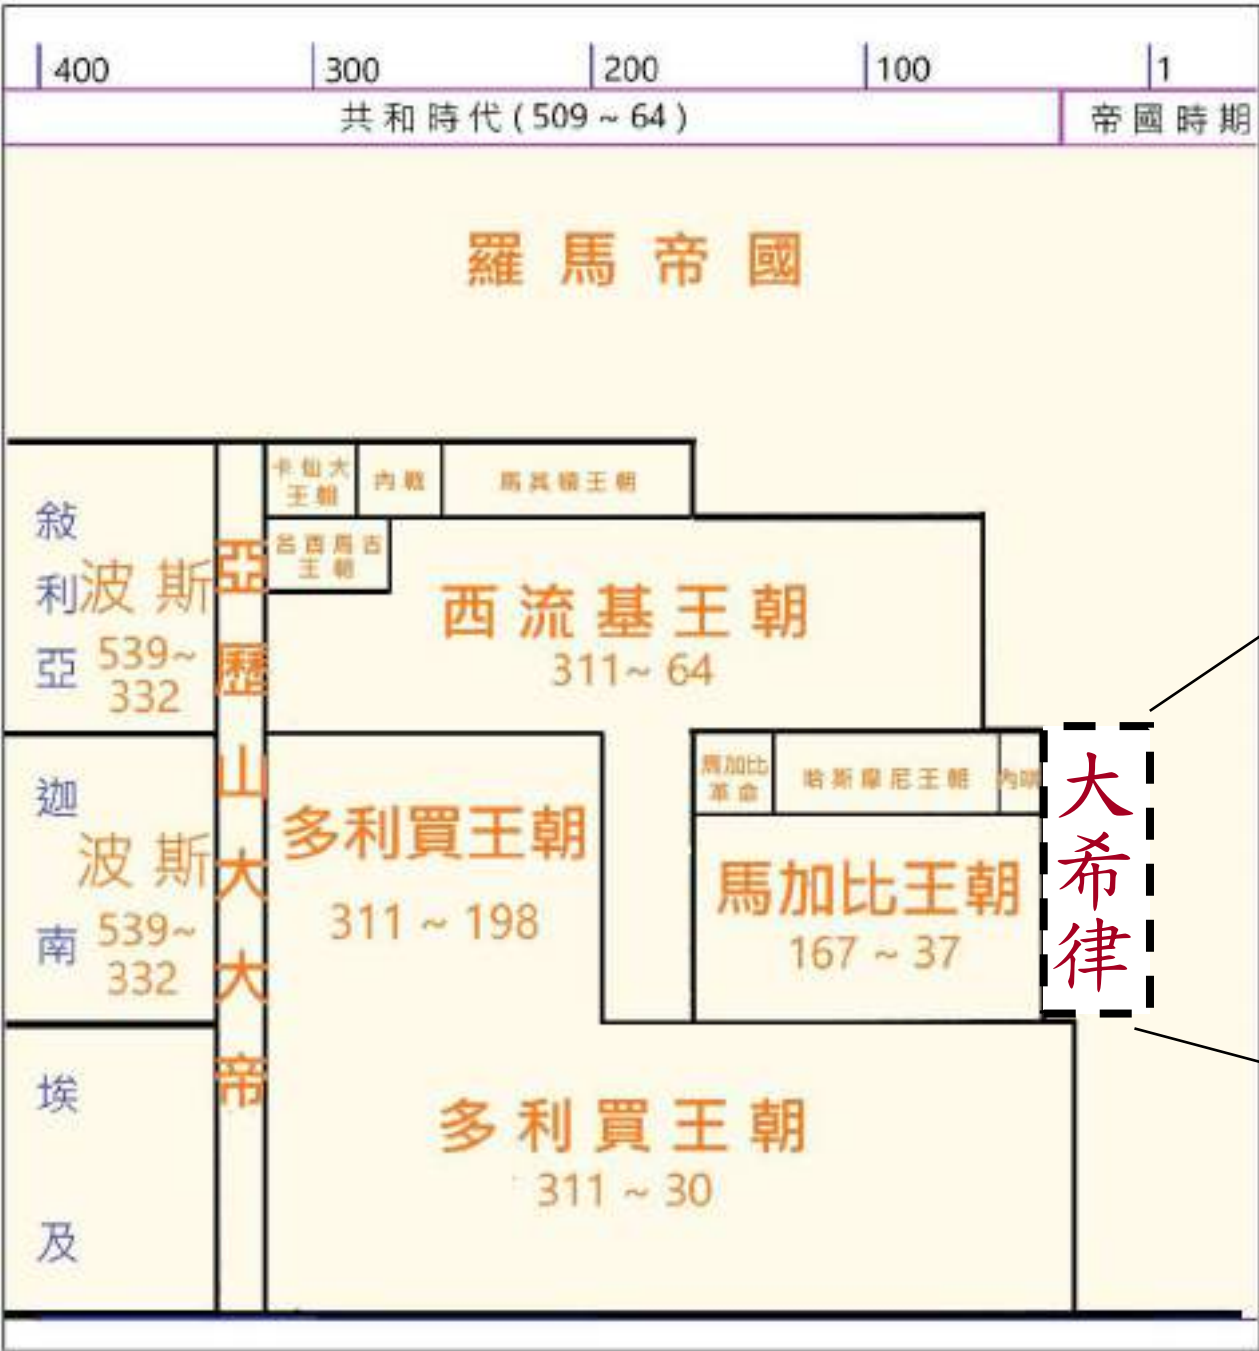 400
300
200
100
1
共和時代(509~64)
帝國時期
羅馬帝國
敍利亞
波斯
539~
332
亞歷山大大帝
卡仙大
王朝
內戰
馬其頓王朝
呂西馬古
王朝
西流基王朝
311~ 64
迦南
波斯
539~
332
多利買王朝
311 ~ 198
馬加比
革命
哈斯摩尼王朝
馬加比王朝
167 ~ 37
大希律
埃及
多利買王朝
311 ~ 30